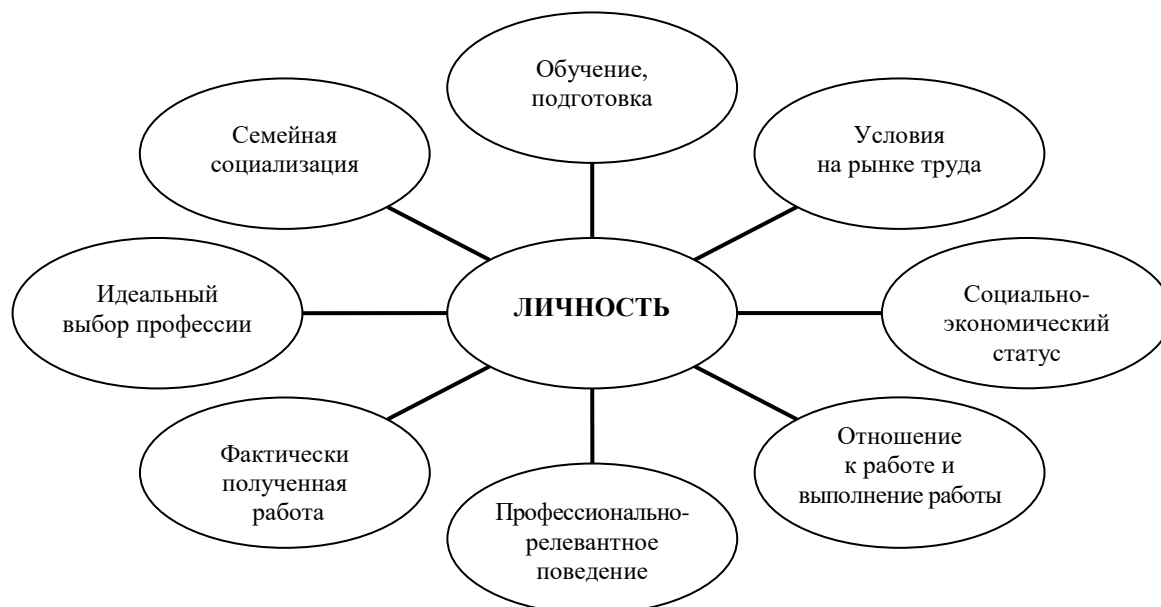 Обучение,
подготовка
Семейная
социализация
Условия
на рынке труда
Идеальный
выбор профессии
ЛИЧНОСТЬ
Социально-
экономический
статус
Фактически
полученная
работа
Профессионально-
релевантное
поведение
Отношение
к работе и
выполнение работы